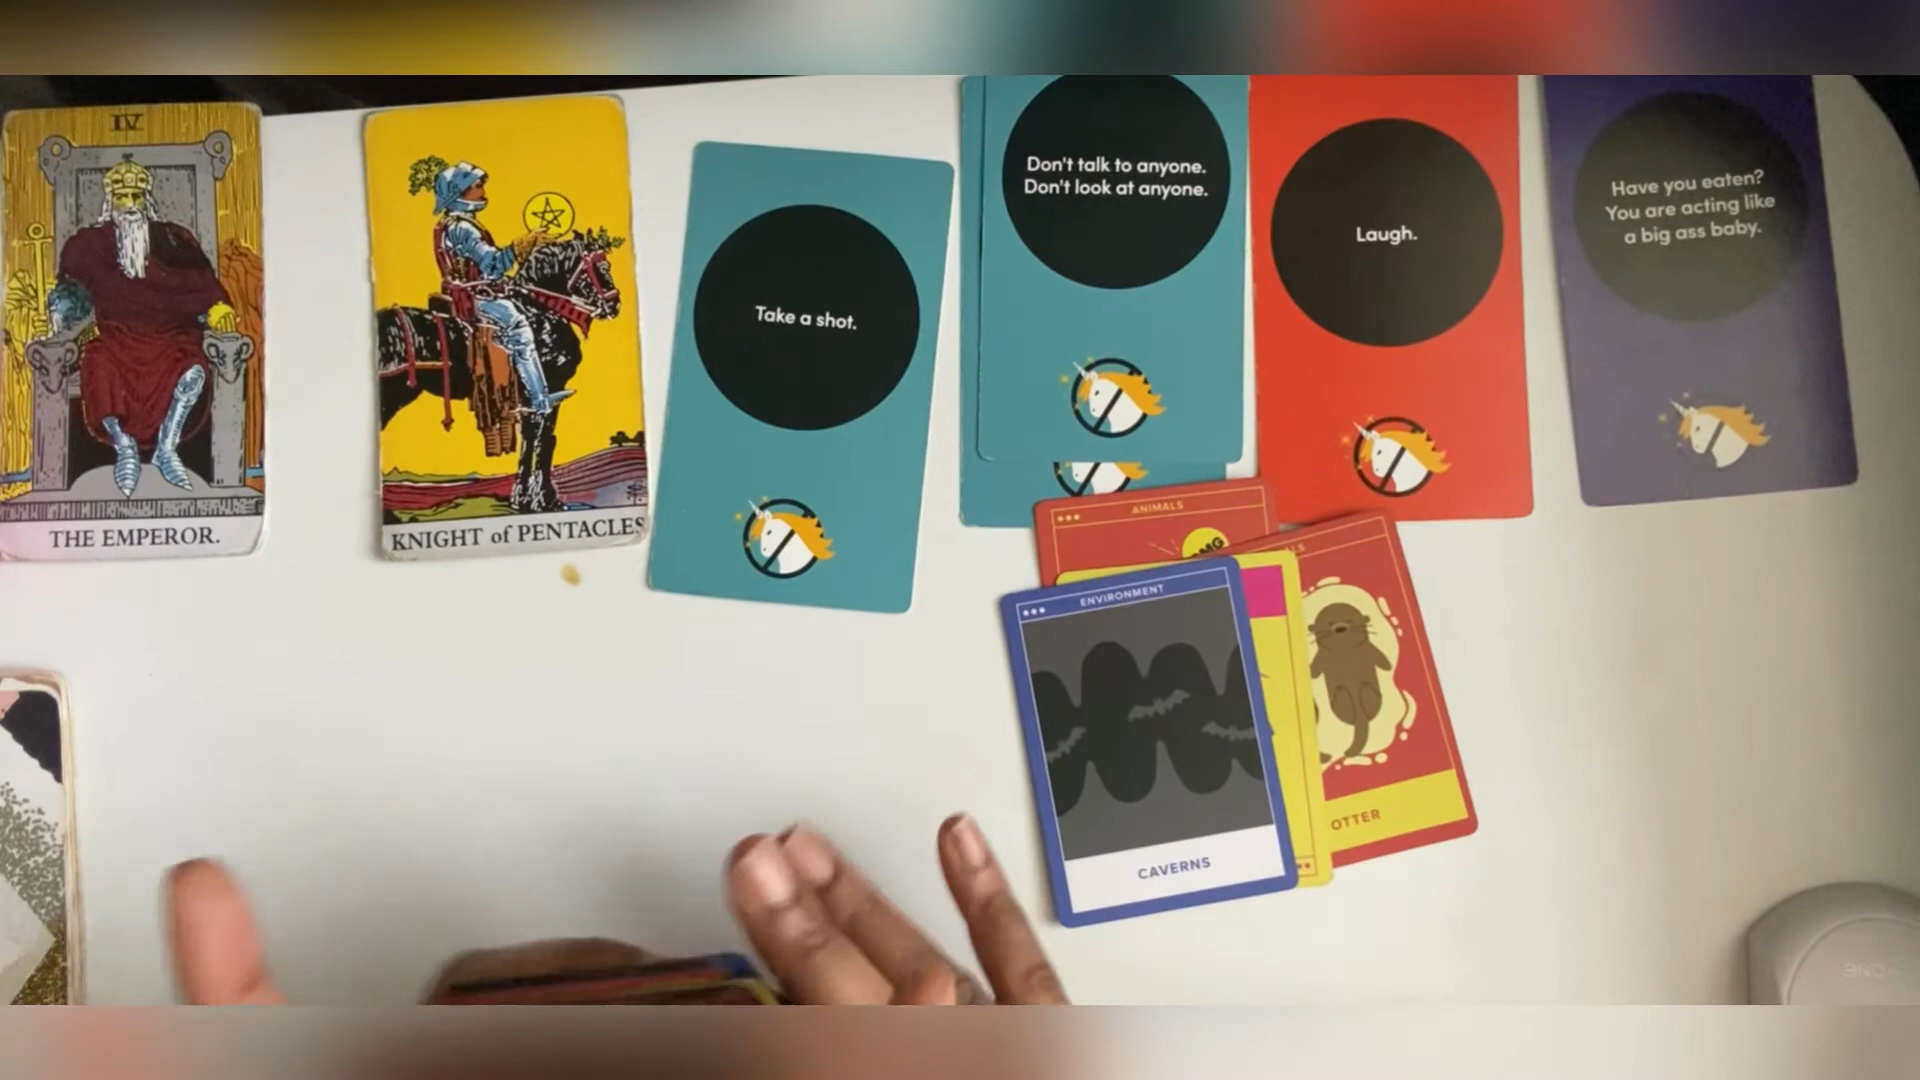 IV
THE EMPEROR.
KNIGHT of PENTACLES
Take a shot.
Don't talk to anyone.
Don't look at anyone.
Laugh.
Have you eaten?
You are acting like
a big ass baby.
ANIMALS
OMG
ENVIRONMENT
CAVERNS
OTTER